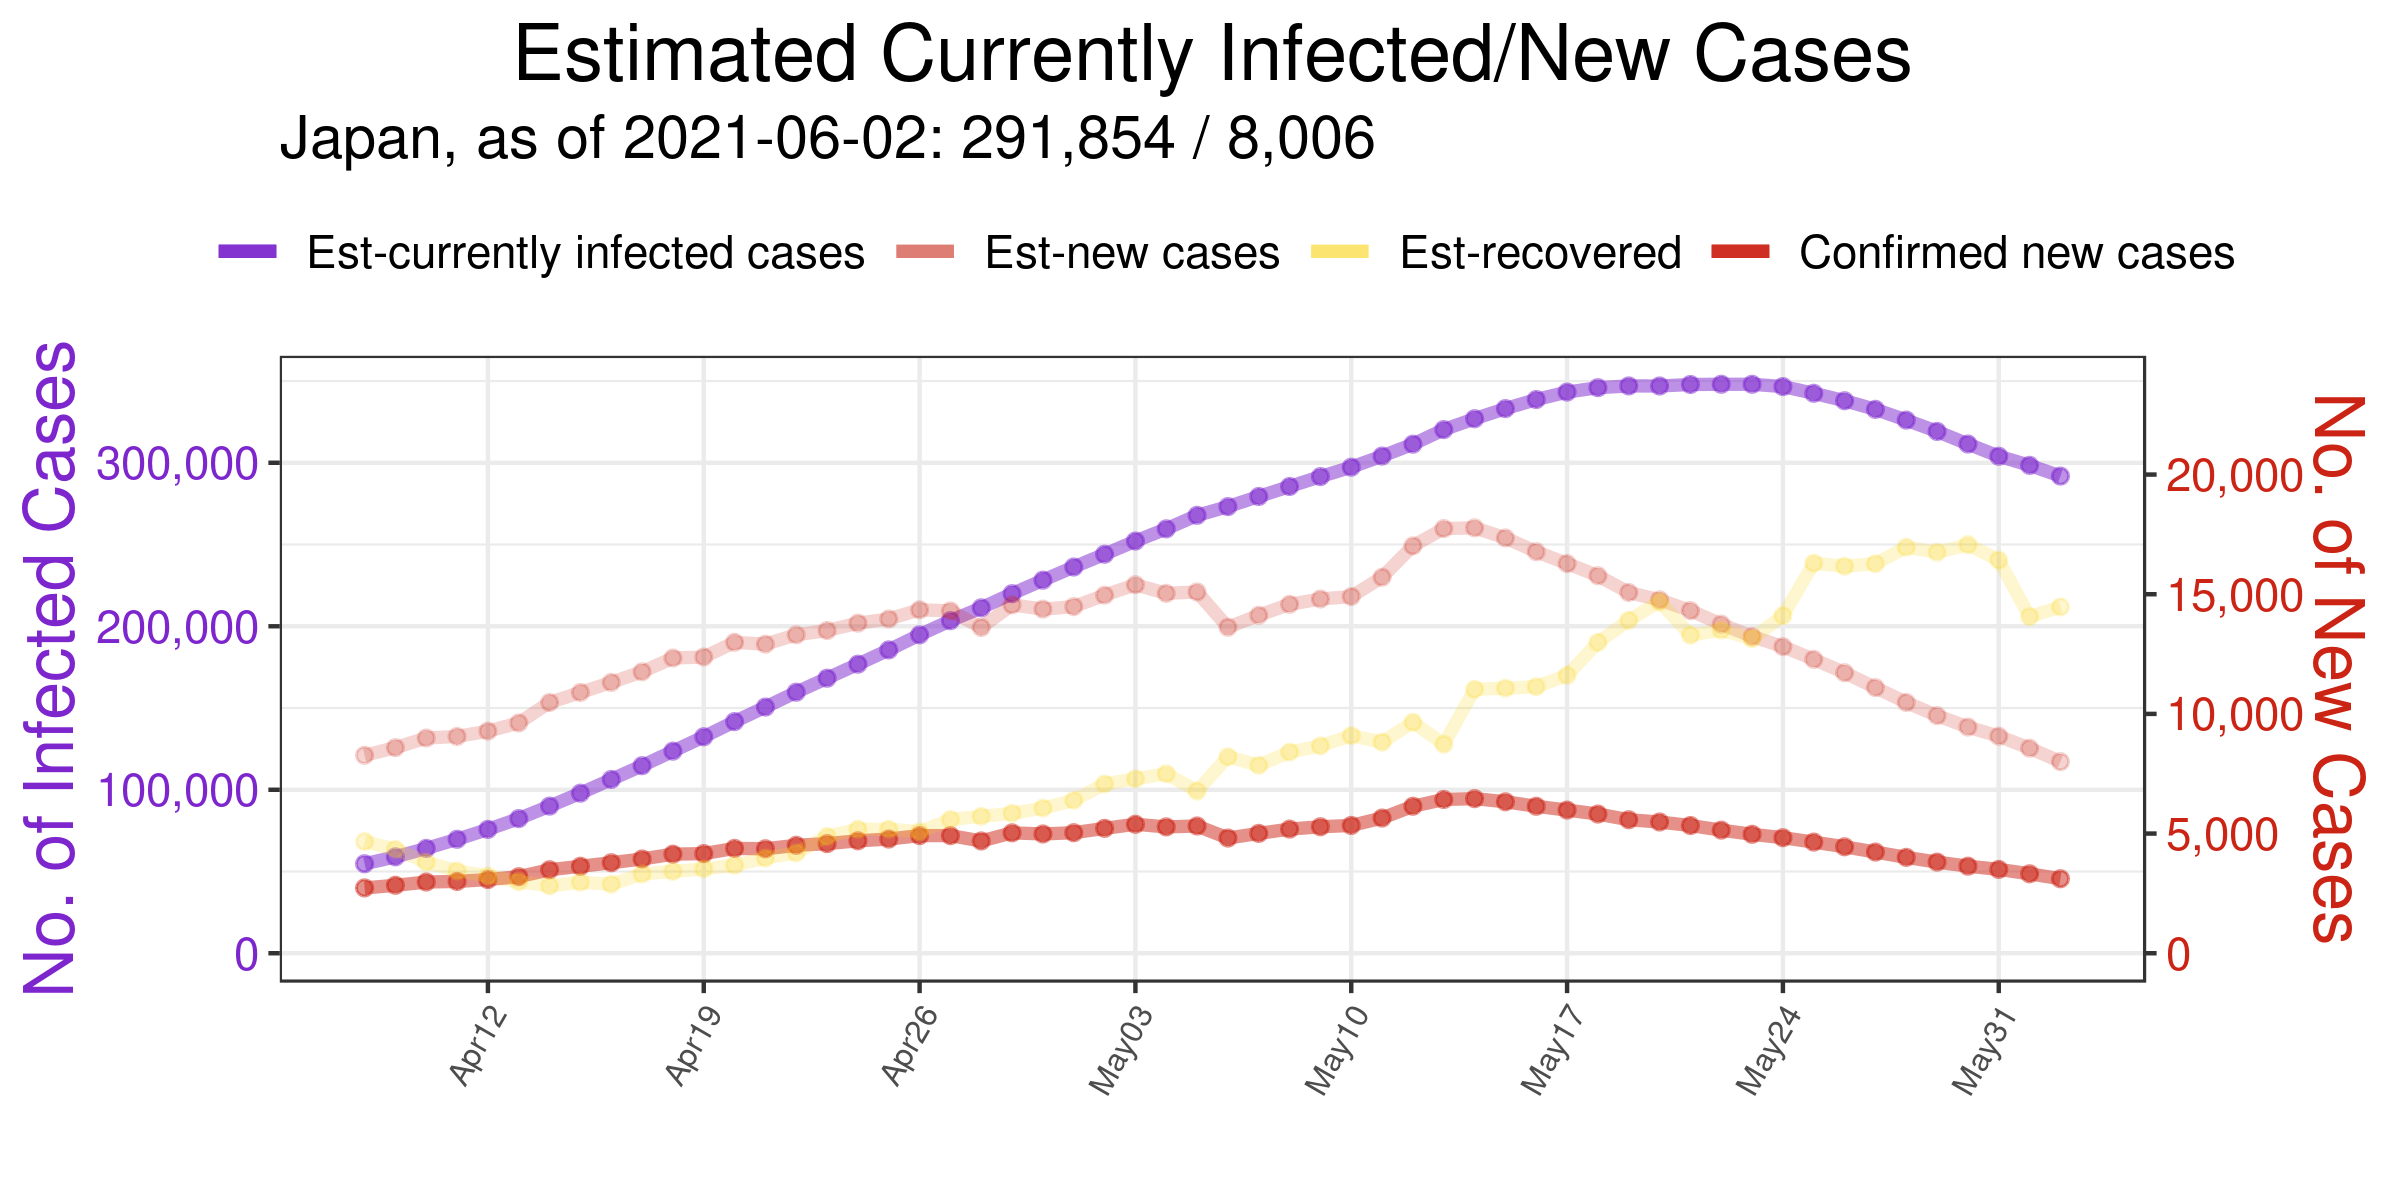 Estimated Currently Infected/New Cases
Japan, as of 2021-06-02: 291,854 / 8,006
Est-currently infected cases
Est-new cases
Est-recovered
Confirmed new cases
No. of Infected Cases
300,000
200,000
100,000
0
20,000
15,000
10,000
5,000
0
No. of New Cases
Apr12
Apr19
Apr26
May03
May10
May17
May24
May31